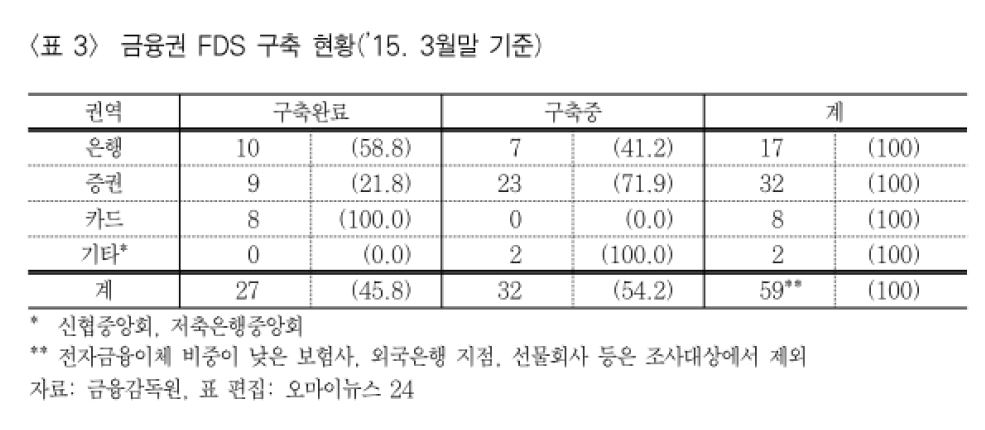 〈표 3〉 금융권 FDS 구축 현황('15. 3월말 기준)
권역 구축완료 구축중 계
은행 10 (58.8) 7 (41.2) 17 (100)
증권 9 (21.8) 23 (71.9) 32 (100)
카드 8 (100.0) 0 (0.0) 8 (100)
기타* 0 (0.0) 2 (100.0) 2 (100)
계 27 (45.8) 32 (54.2) 59** (100)
* 신협중앙회, 저축은행중앙회
** 전자금융이체 비중이 낮은 보험사, 외국은행 지점, 선물회사 등은 조사대상에서 제외
자료: 금융감독원, 표 편집: 오마이뉴스 24